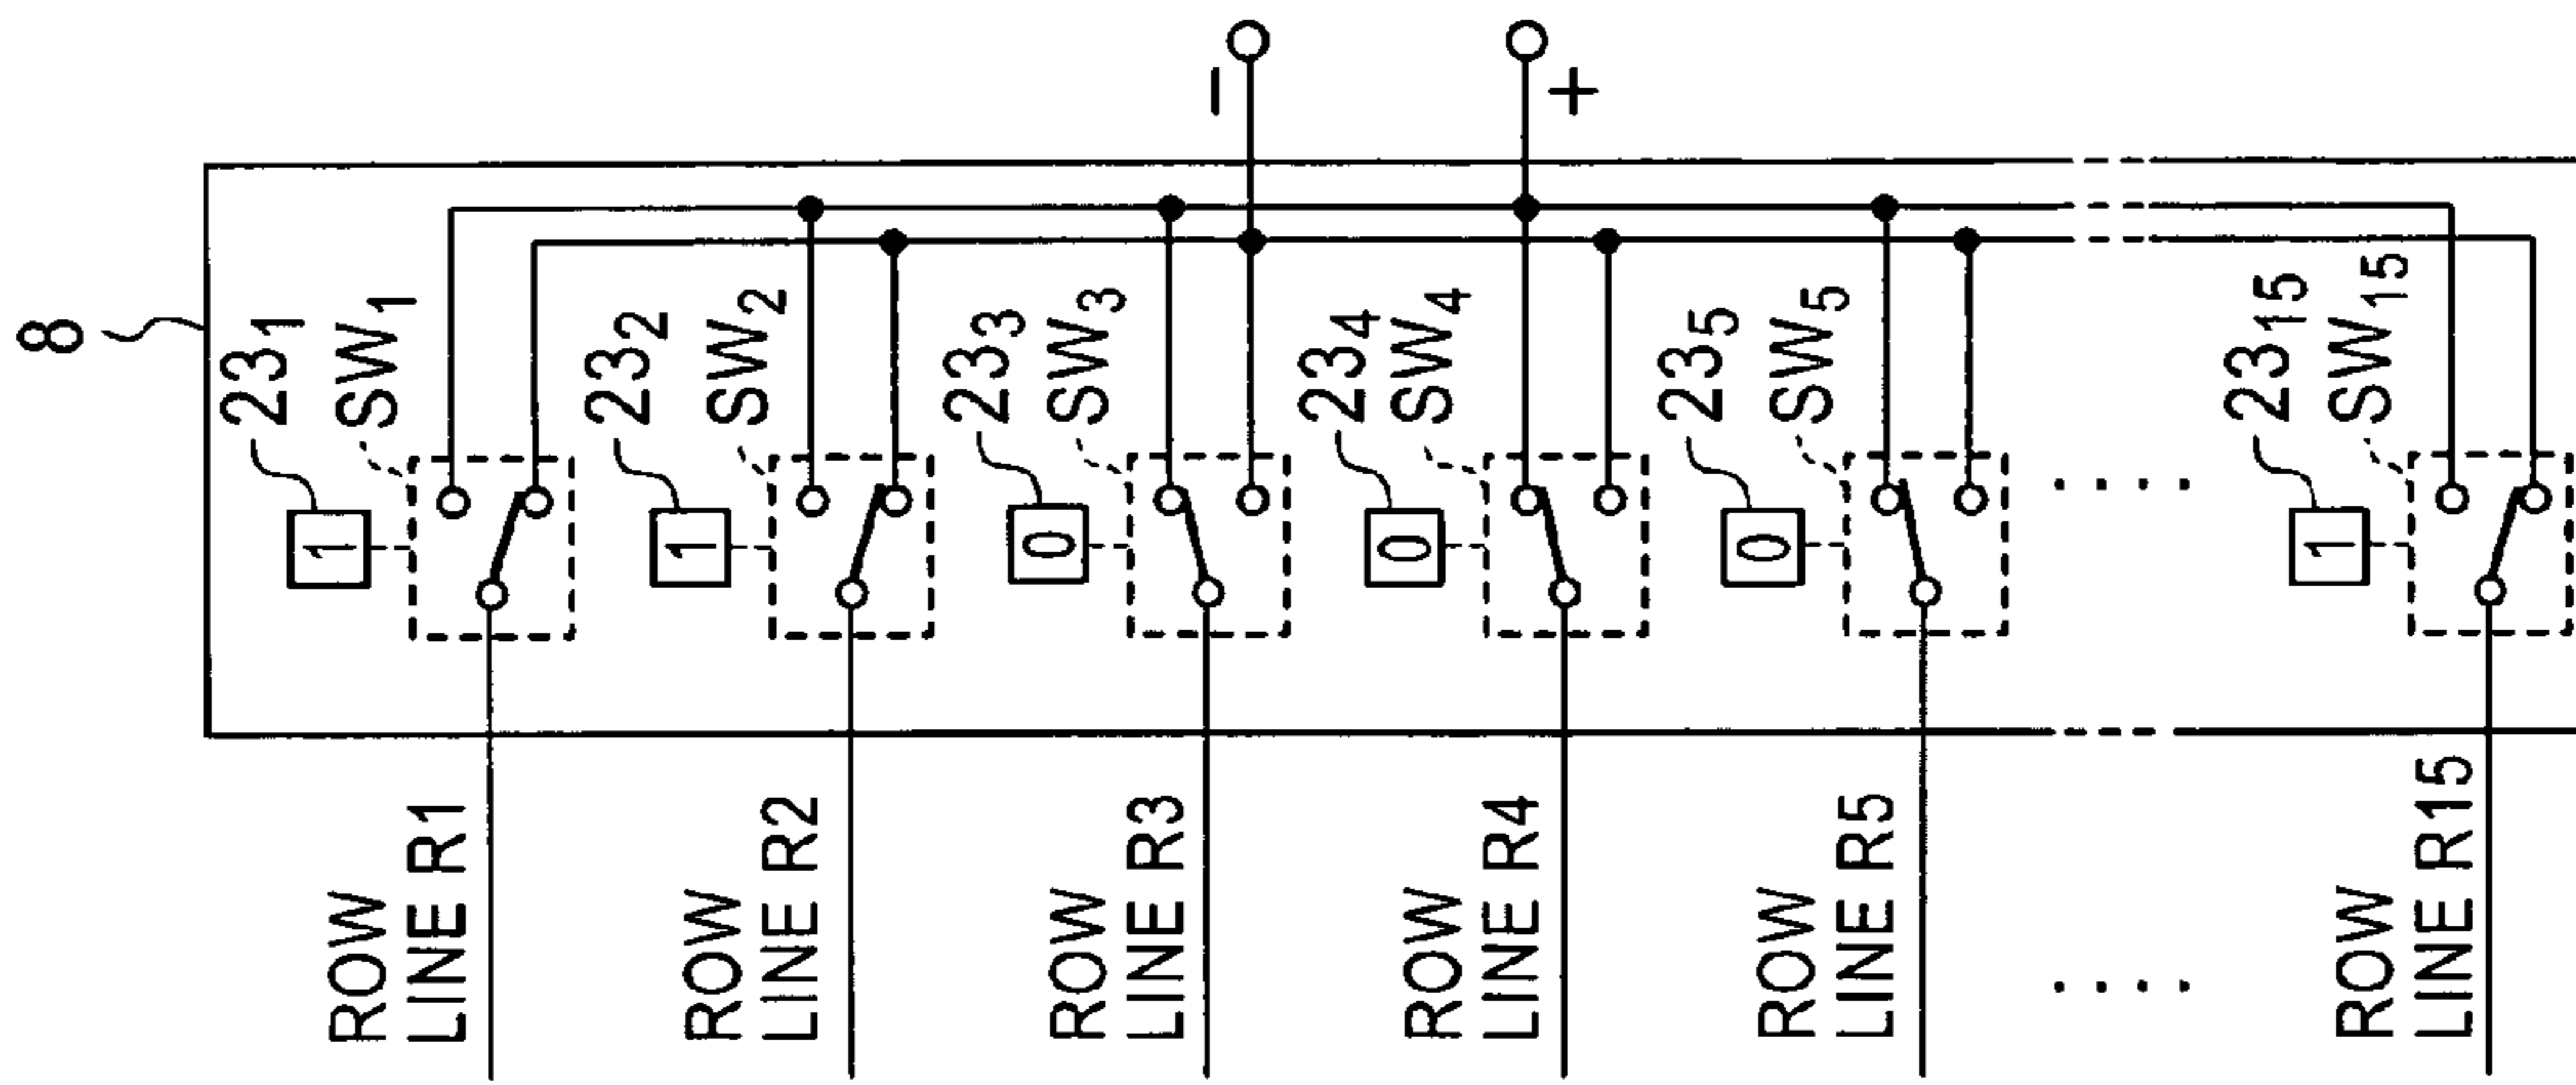 8
23₁
SW₁
1
23₂
SW₂
1
23₃
SW₃
0
23₄
SW₄
0
23₅
SW₅
0
. . . .
23₁₅
SW₁₅
1
−
+
ROW
LINE R1
ROW
LINE R2
ROW
LINE R3
ROW
LINE R4
ROW
LINE R5
. . . .
ROW
LINE R15